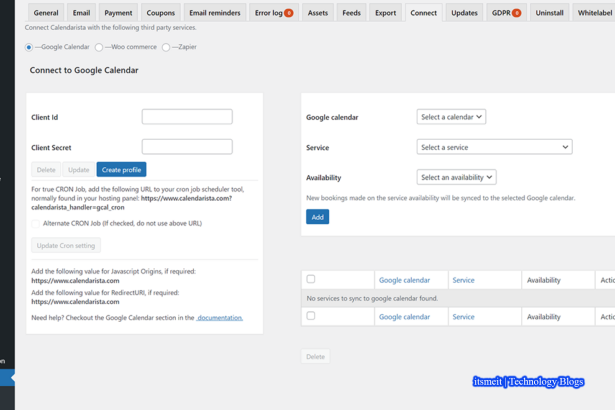 General Email Payment Coupons Email reminders Error log 0 Assets Feeds Export Connect Updates GDPR 0 Uninstall Whitelabel
Connect Calendarista with the following third party services.
—Google Calendar —Woo commerce —Zapier
Connect to Google Calendar
Client Id
Client Secret
Delete Update Create profile
For true CRON Job, add the following URL to your cron job scheduler tool,
normally found in your hosting panel: https://www.calendarista.com?
calendarista_handler=gcal_cron
Alternate CRON Job (If checked, do not use above URL)
Update Cron setting
Add the following value for Javascript Origins, if required:
https://www.calendarista.com
Add the following value for RedirectURI, if required:
https://www.calendarista.com
Need help? Checkout the Google Calendar section in the documentation.
Google calendar Select a calendar
Service Select a service
Availability Select an availability
New bookings made on the service availability will be synced to the selected Google calendar.
Add
Google calendar Service Availability Actio
No services to sync to google calendar found.
Google calendar Service Availability Actio
Delete
on
itsmeit | Technology Blogs